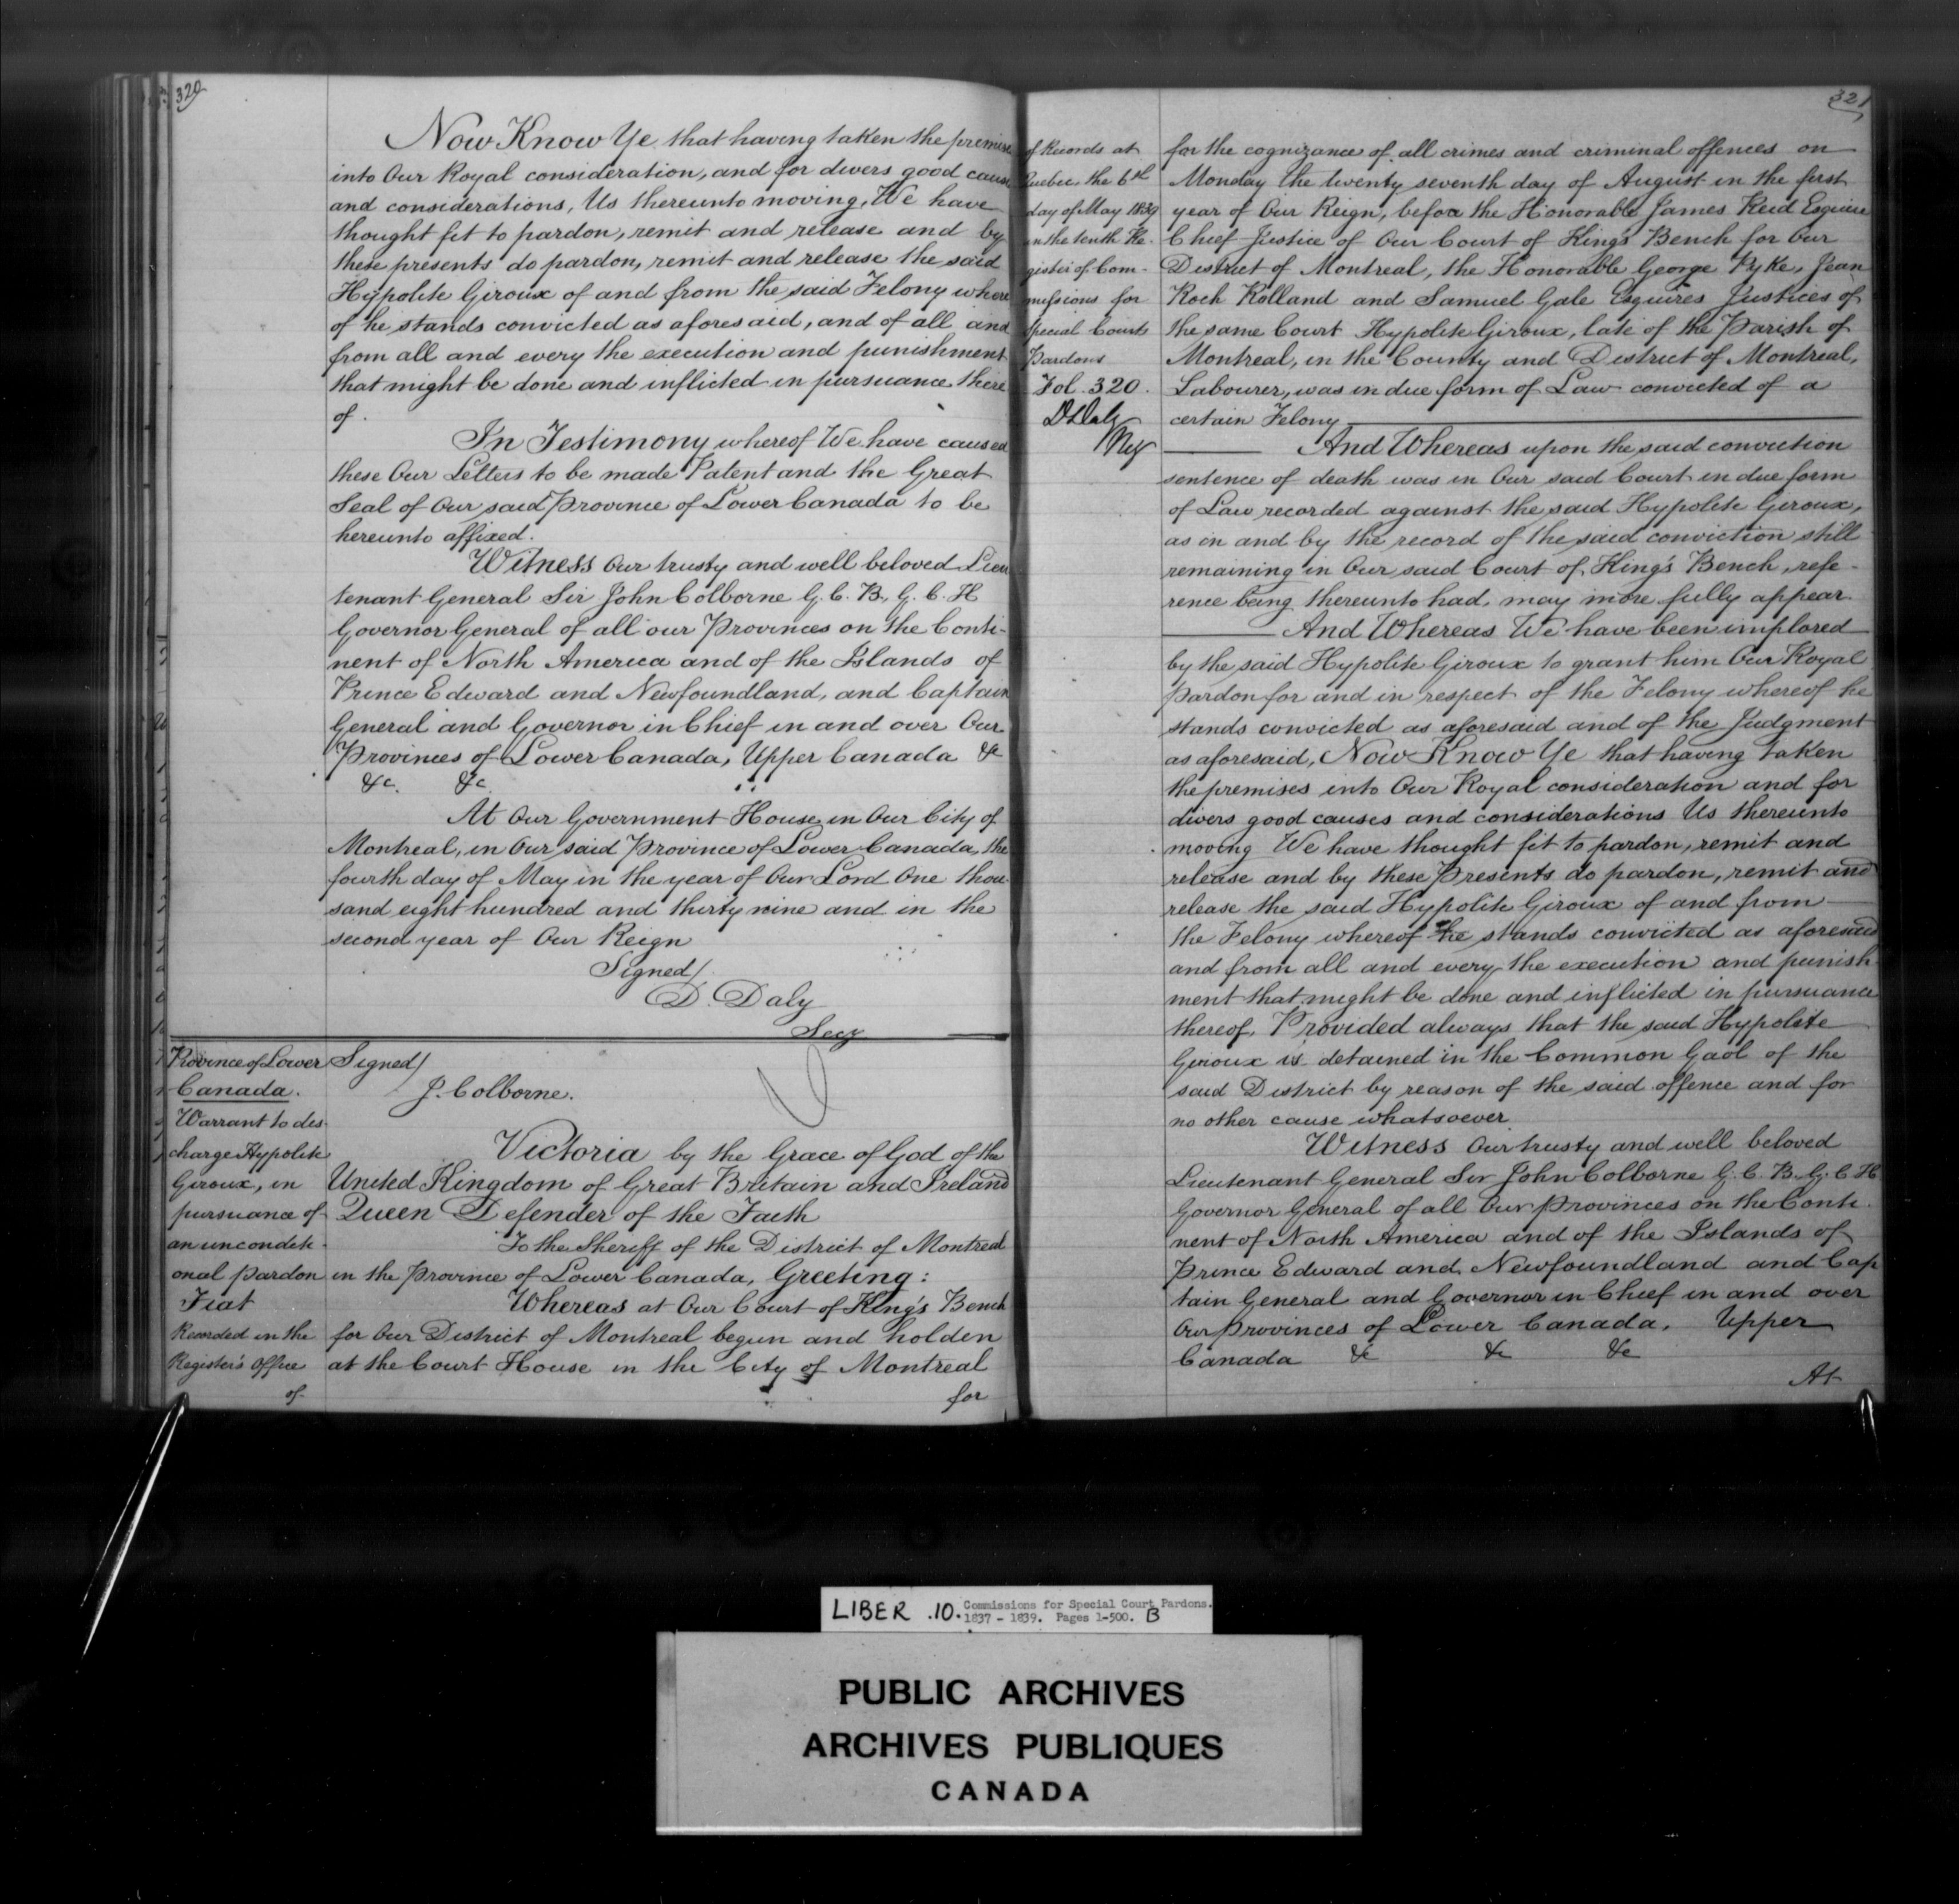 320
Now Know Ye that having taken the premises
into Our Royal consideration, and for divers good causes
and considerations, Us thereunto moving, We have
thought fit to pardon, remit and release and by
these presents do pardon, remit and release the said
Hypolite Giroux of and from the said Felony where
of he stands convicted as aforesaid, and of all and
from all and every the execution and punishment
that might be done and inflicted in pursuance there
of.
In Testimony whereof We have caused
these Our Letters to be made Patent and the Great
Seal of Our said Province of Lower Canada to be
hereunto affixed.
Witness Our trusty and well beloved Lieu
tenant General Sir John Colborne G. C. B., G. C. H
Governor General of all our Provinces on the Conti-
nent of North America and of the Islands of
Prince Edward and Newfoundland, and Captain
General and Governor in Chief in and over Our
Provinces of Lower Canada, Upper Canada &c
&c. &c
At Our Government House in Our City of
Montreal, in Our said Province of Lower Canada, the
fourth day of May in the year of Our Lord One thou
sand eight hundred and thirty nine and in the
second year of Our Reign
Signed/
D. Daly
Secy
Province of Lower
Canada.
Warrant to dis
charge Hypolite
Giroux, in
pursuance of
an uncondit-
onal pardon
Fiat
Recorded in the
Register's Office
of
Signed/
J. Colborne.
Victoria by the Grace of God of the
United Kingdom of Great Britain and Ireland
Queen Defender of the Faith
To the Sheriff of the District of Montreal
in the Province of Lower Canada, Greeting:
Whereas at Our Court of King's Bench
for Our District of Montreal begun and holden
at the Court House in the City of Montreal
for
321
of Records at
Quebec, the 6th
day of May 1839
in the tenth Re-
gister of Com-
missions for
Special Courts
Pardons
Fol. 320.
D Daly
Reg
for the cognizance of all crimes and criminal offences on
Monday the twenty seventh day of August in the first
year of Our Reign, before the Honorable James Reid Esquire
Chief Justice of Our Court of King's Bench for Our
District of Montreal, the Honorable George Pyke, Jean
Roch Rolland and Samuel Gale Esquires Justices of
the same Court Hypolite Giroux, late of the Parish of
Montreal, in the County and District of Montreal,
Labourer, was in due form of Law convicted of a
certain Felony
And Whereas upon the said conviction
sentence of death was in Our said Court in due form
of Law recorded against the said Hypolite Giroux,
as in and by the record of the said conviction still
remaining in Our said Court of King's Bench, refe-
rence being thereunto had, may more fully appear.
And Whereas We have been implored
by the said Hypolite Giroux to grant him Our Royal
Pardon for and in respect of the Felony whereof he
stands convicted as aforesaid and of the Judgment
as aforesaid, Now Know Ye that having taken
the premises into Our Royal consideration and for
divers good causes and considerations Us thereunto
moving We have thought fit to pardon, remit and
release and by these Presents do pardon, remit and
release the said Hypolite Giroux of and from
the Felony whereof he stands convicted as aforesaid
and from all and every the execution and punish
ment that might be done and inflicted in pursuance
thereof, Provided always that the said Hypolite
Giroux is detained in the Common Gaol of the
said District by reason of the said offence and for
no other cause whatsoever
Witness Our trusty and well beloved
Lieutenant General Sir John Colborne G. C. B. G. C. H
Governor General of all Our Provinces on the Conti
nent of North America and of the Islands of
Prince Edward and Newfoundland and Cap
tain General and Governor in Chief in and over
Our Provinces of Lower Canada, Upper
Canada &c &c &c
At
LIBER .10. Commissions for Special Court Pardons.
1837 - 1839. Pages 1-500. B
PUBLIC ARCHIVES
ARCHIVES PUBLIQUES
CANADA